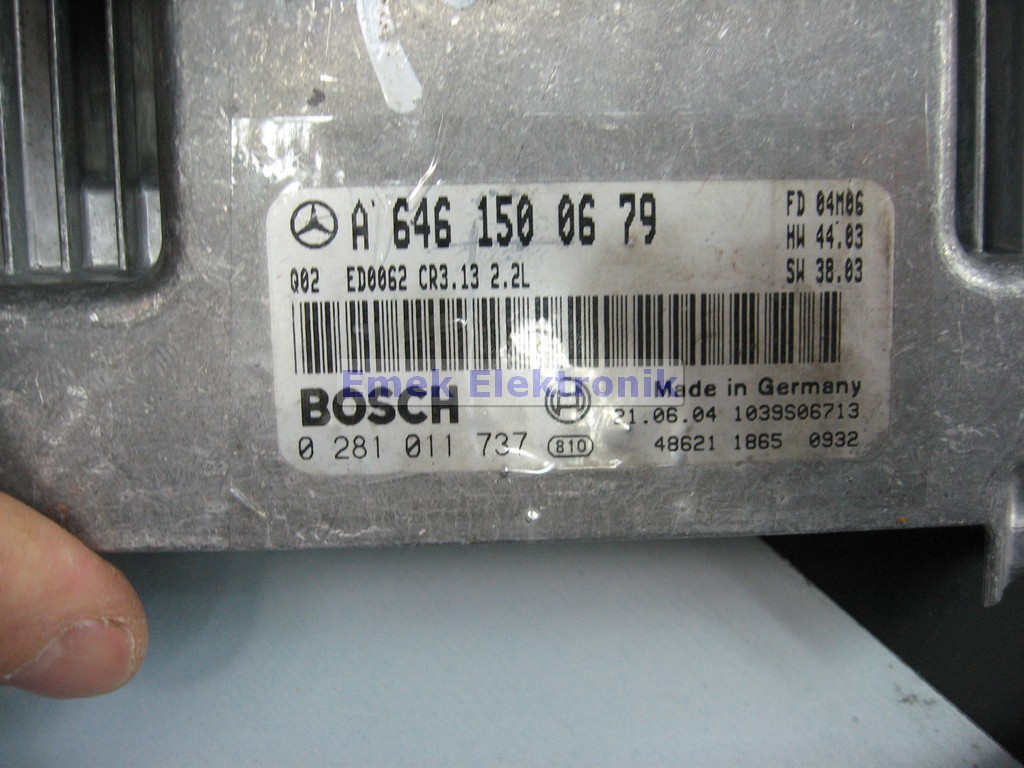 A 646 150 06 79
FD 04M06
HW 44.03
Q02 ED0062 CR3.13 2.2L
SW 38.03
Emek Elektronik
BOSCH
Made in Germany
21.06.04 1039S06713
0 281 011 737 810
48621 1865 0932